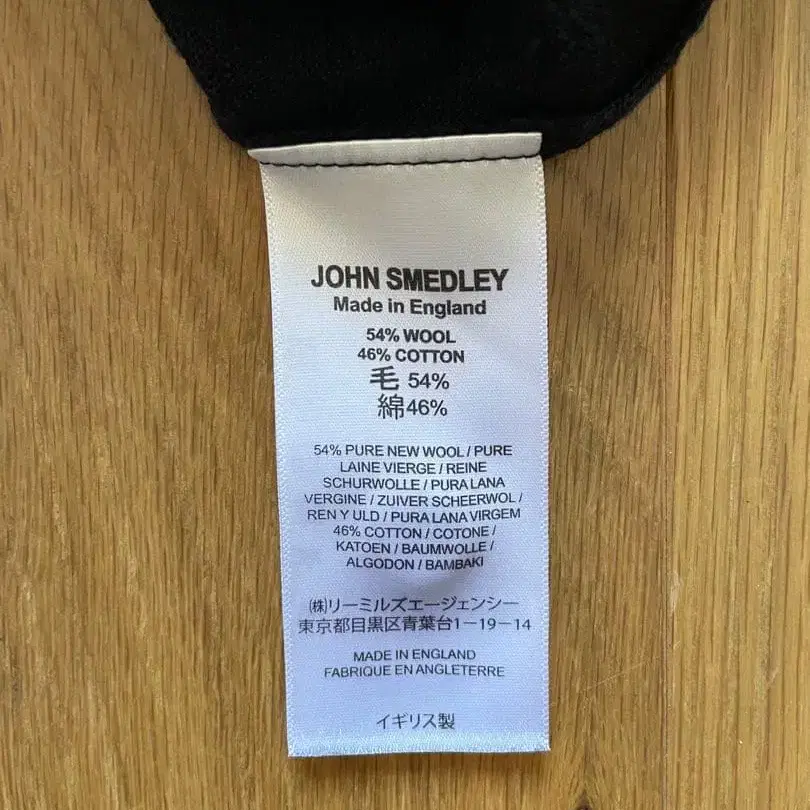 JOHN SMEDLEY
Made in England
54% WOOL
46% COTTON
毛 54%
綿46%
54% PURE NEW WOOL / PURE
LAINE VIERGE / REINE
SCHURWOLLE / PURA LANA
VERGINE / ZUIVER SCHEERWOL /
REN Y ULD / PURA LANA VIRGEM
46% COTTON / COTONE /
KATOEN / BAUMWOLLE /
ALGODON / BAMBAKI
㈱リーミルズエージェンシー
東京都目黒区青葉台1−19−14
MADE IN ENGLAND
FABRIQUE EN ANGLETERRE
イギリス製